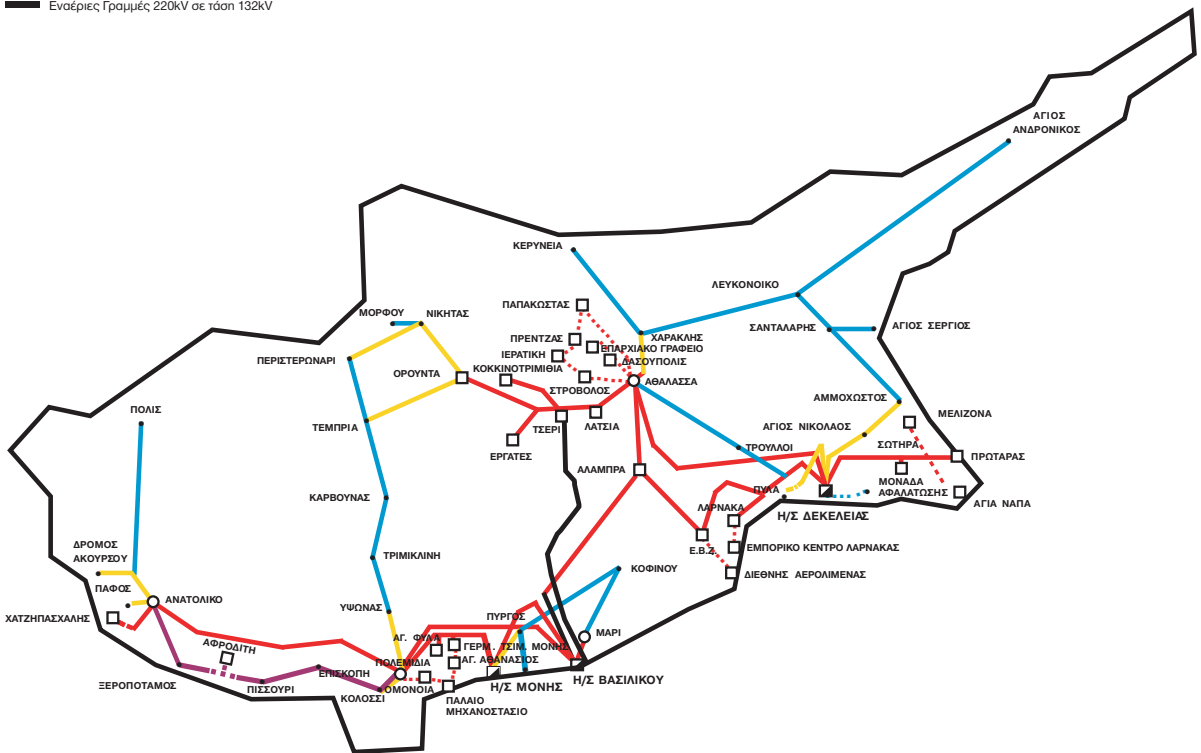 Εναέριες Γραμμές 220kV σε τάση 132kV
ΑΓΙΟΣ
ΑΝΔΡΟΝΙΚΟΣ
ΚΕΡΥΝΕΙΑ
ΛΕΥΚΟΝΟΙΚΟ
ΠΑΠΑΚΩΣΤΑΣ
ΜΟΡΦΟΥ
ΝΙΚΗΤΑΣ
ΣΑΝΤΑΛΑΡΗΣ
ΑΓΙΟΣ ΣΕΡΓΙΟΣ
ΠΡΕΝΤΖΑΣ
ΧΑΡΑΚΛΗΣ
ΕΠΑΡΧΙΑΚΟ ΓΡΑΦΕΙΟ
ΙΕΡΑΤΙΚΗ
ΔΑΣΟΥΠΟΛΙΣ
ΠΕΡΙΣΤΕΡΩΝΑΡΙ
ΚΟΚΚΙΝΟΤΡΙΜΙΘΙΑ
ΟΡΟΥΝΤΑ
ΣΤΡΟΒΟΛΟΣ
ΑΘΑΛΑΣΣΑ
ΑΜΜΟΧΩΣΤΟΣ
ΠΟΛΙΣ
ΜΕΛΙΖΟΝΑ
ΤΕΜΠΡΙΑ
ΤΣΕΡΙ
ΛΑΤΣΙΑ
ΑΓΙΟΣ ΝΙΚΟΛΑΟΣ
ΣΩΤΗΡΑ
ΕΡΓΑΤΕΣ
ΤΡΟΥΛΛΟΙ
ΠΡΩΤΑΡΑΣ
ΑΛΑΜΠΡΑ
ΜΟΝΑΔΑ
ΑΦΑΛΑΤΩΣΗΣ
ΠΥΛΑ
ΚΑΡΒΟΥΝΑΣ
ΑΓΙΑ ΝΑΠΑ
ΛΑΡΝΑΚΑ
Η/Σ ΔΕΚΕΛΕΙΑΣ
ΔΡΟΜΟΣ
ΑΚΟΥΡΣΟΥ
ΤΡΙΜΙΚΛΙΝΗ
Ε.Β.Ζ.
ΕΜΠΟΡΙΚΟ ΚΕΝΤΡΟ ΛΑΡΝΑΚΑΣ
ΚΟΦΙΝΟΥ
ΔΙΕΘΝΗΣ ΑΕΡΟΛΙΜΕΝΑΣ
ΠΑΦΟΣ
ΑΝΑΤΟΛΙΚΟ
ΥΨΩΝΑΣ
ΧΑΤΖΗΠΑΣΧΑΛΗΣ
ΠΥΡΓΟΣ
ΜΑΡΙ
ΑΦΡΟΔΙΤΗ
ΑΓ. ΦΥΛΑ
ΓΕΡΜ. ΤΣΙΜ. ΜΟΝΗΣ
ΠΟΛΕΜΙΔΙΑ
ΑΓ. ΑΘΑΝΑΣΙΟΣ
ΕΠΙΣΚΟΠΗ
Η/Σ ΒΑΣΙΛΙΚΟΥ
ΞΕΡΟΠΟΤΑΜΟΣ
ΠΙΣΣΟΥΡΙ
ΟΜΟΝΟΙΑ
Η/Σ ΜΟΝΗΣ
ΚΟΛΟΣΣΙ
ΠΑΛΑΙΟ
ΜΗΧΑΝΟΣΤΑΣΙΟ